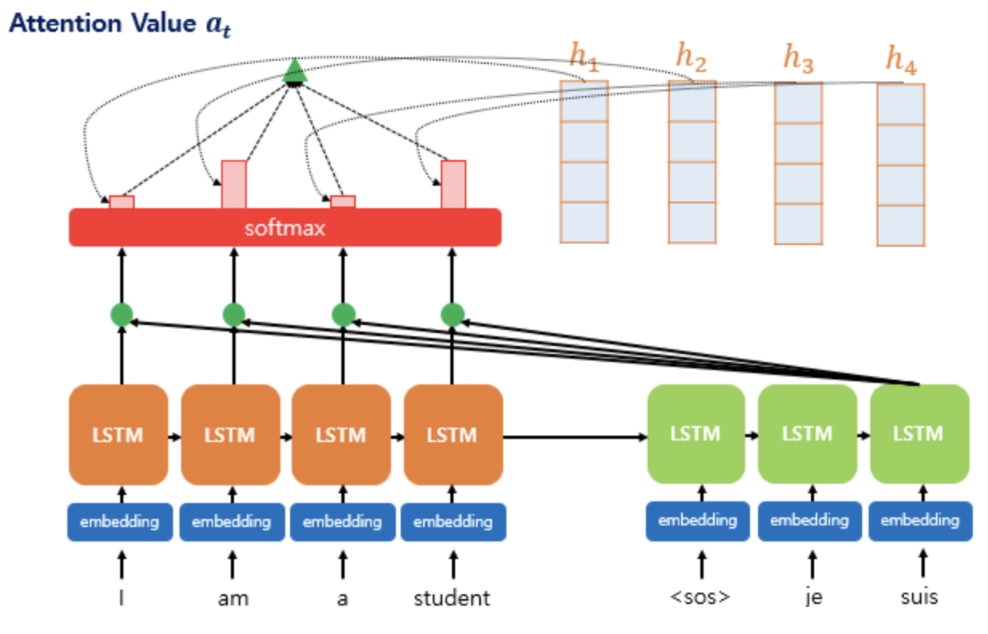 Attention Value a_t
h_1 h_2 h_3 h_4
softmax
LSTM LSTM LSTM LSTM LSTM LSTM LSTM
embedding embedding embedding embedding embedding embedding embedding
I am a student <sos> je suis